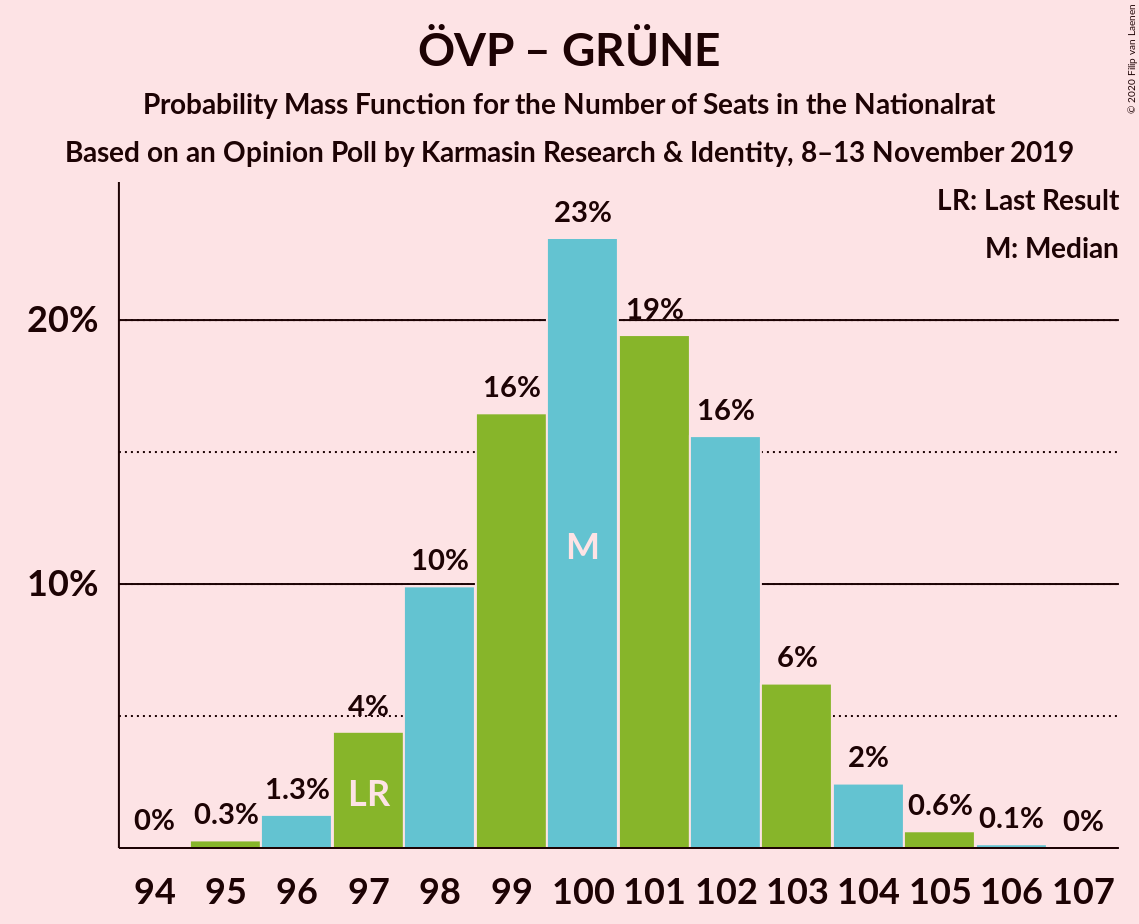 ÖVP – GRÜNE
Probability Mass Function for the Number of Seats in the Nationalrat
Based on an Opinion Poll by Karmasin Research & Identity, 8–13 November 2019
© 2020 Filip van Laenen
LR: Last Result
M: Median
23%
20%
19%
16%
16%
M
10%
10%
6%
4%
LR
2%
1.3%
0.6%
0.3%
0.1%
0%
0%
94 95 96 97 98 99 100 101 102 103 104 105 106 107